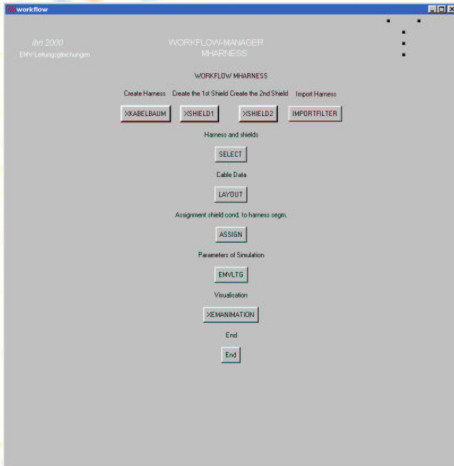 workflow
ibn 2000
EMV Leitungsgleichungen
WORKFLOW-MANAGER
MHARNESS
WORKFLOW MHARNESS
Create Harness Create the 1st Shield Create the 2nd Shield Import Harness
XKABELBAUM XSHIELD1 XSHIELD2 IMPORTFILTER
Harness and shields
SELECT
Cable Data
LAYOUT
Assignment shield cond. to harness segm.
ASSIGN
Parameters of Simulation
EMVLTG
Visualisation
XEMANIMATION
End
End